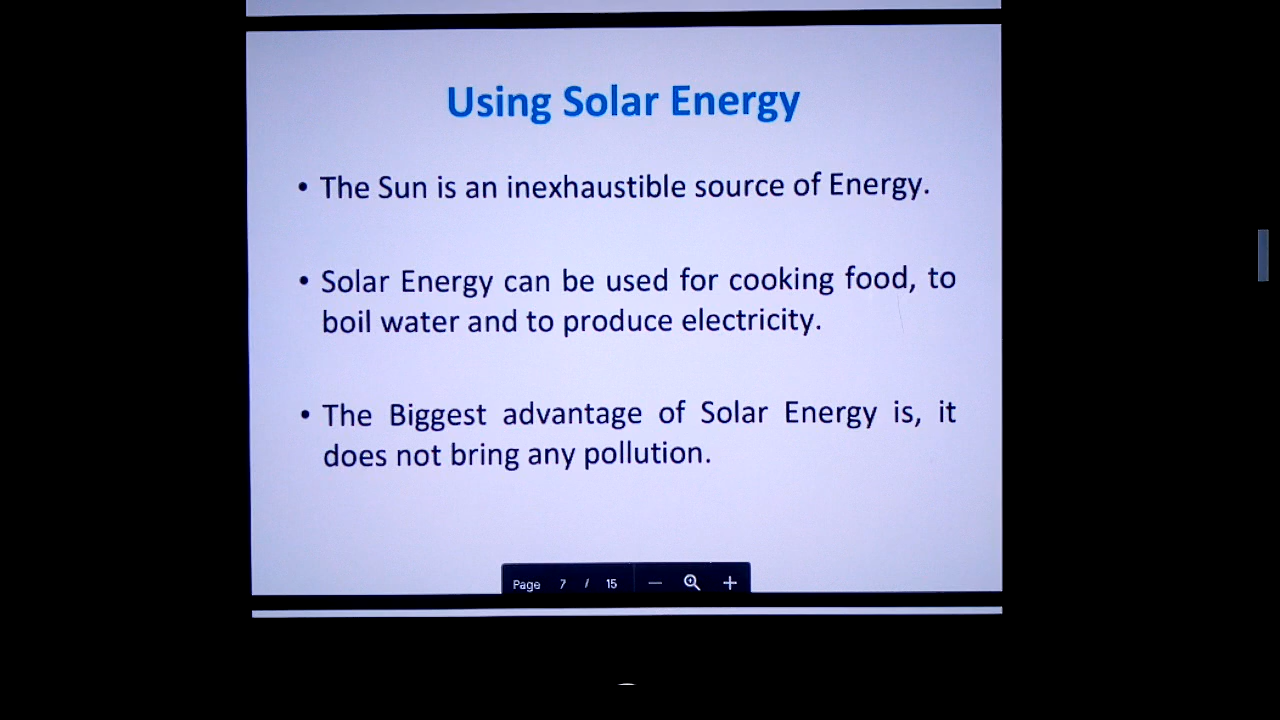 Using Solar Energy
• The Sun is an inexhaustible source of Energy.
• Solar Energy can be used for cooking food, to
boil water and to produce electricity.
• The Biggest advantage of Solar Energy is, it
does not bring any pollution.
Page 7 / 15